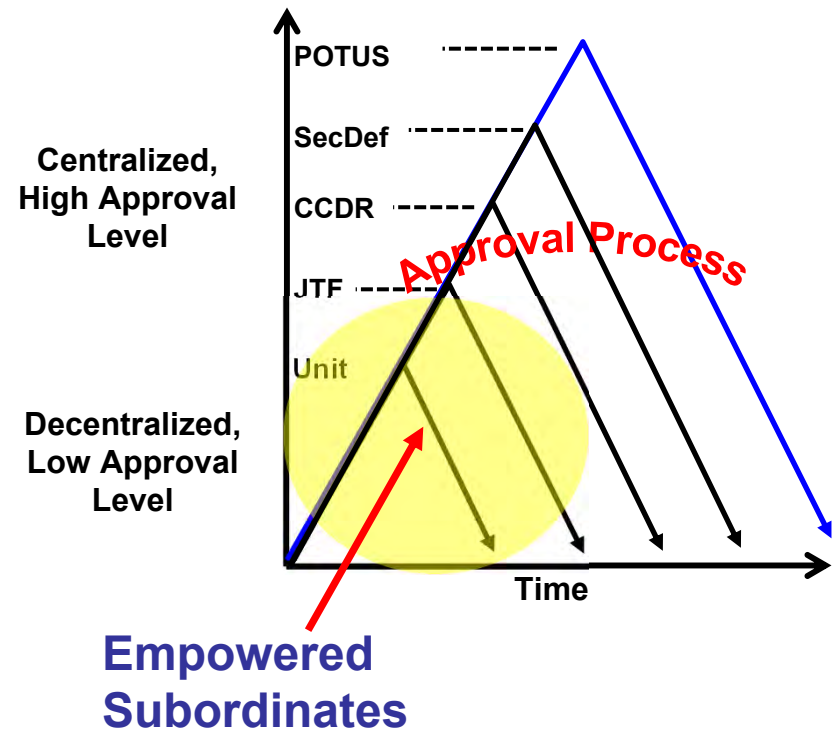 POTUS
SecDef
CCDR
JTF
Unit
Centralized,
High Approval
Level
Decentralized,
Low Approval
Level
Approval Process
Time
Empowered
Subordinates